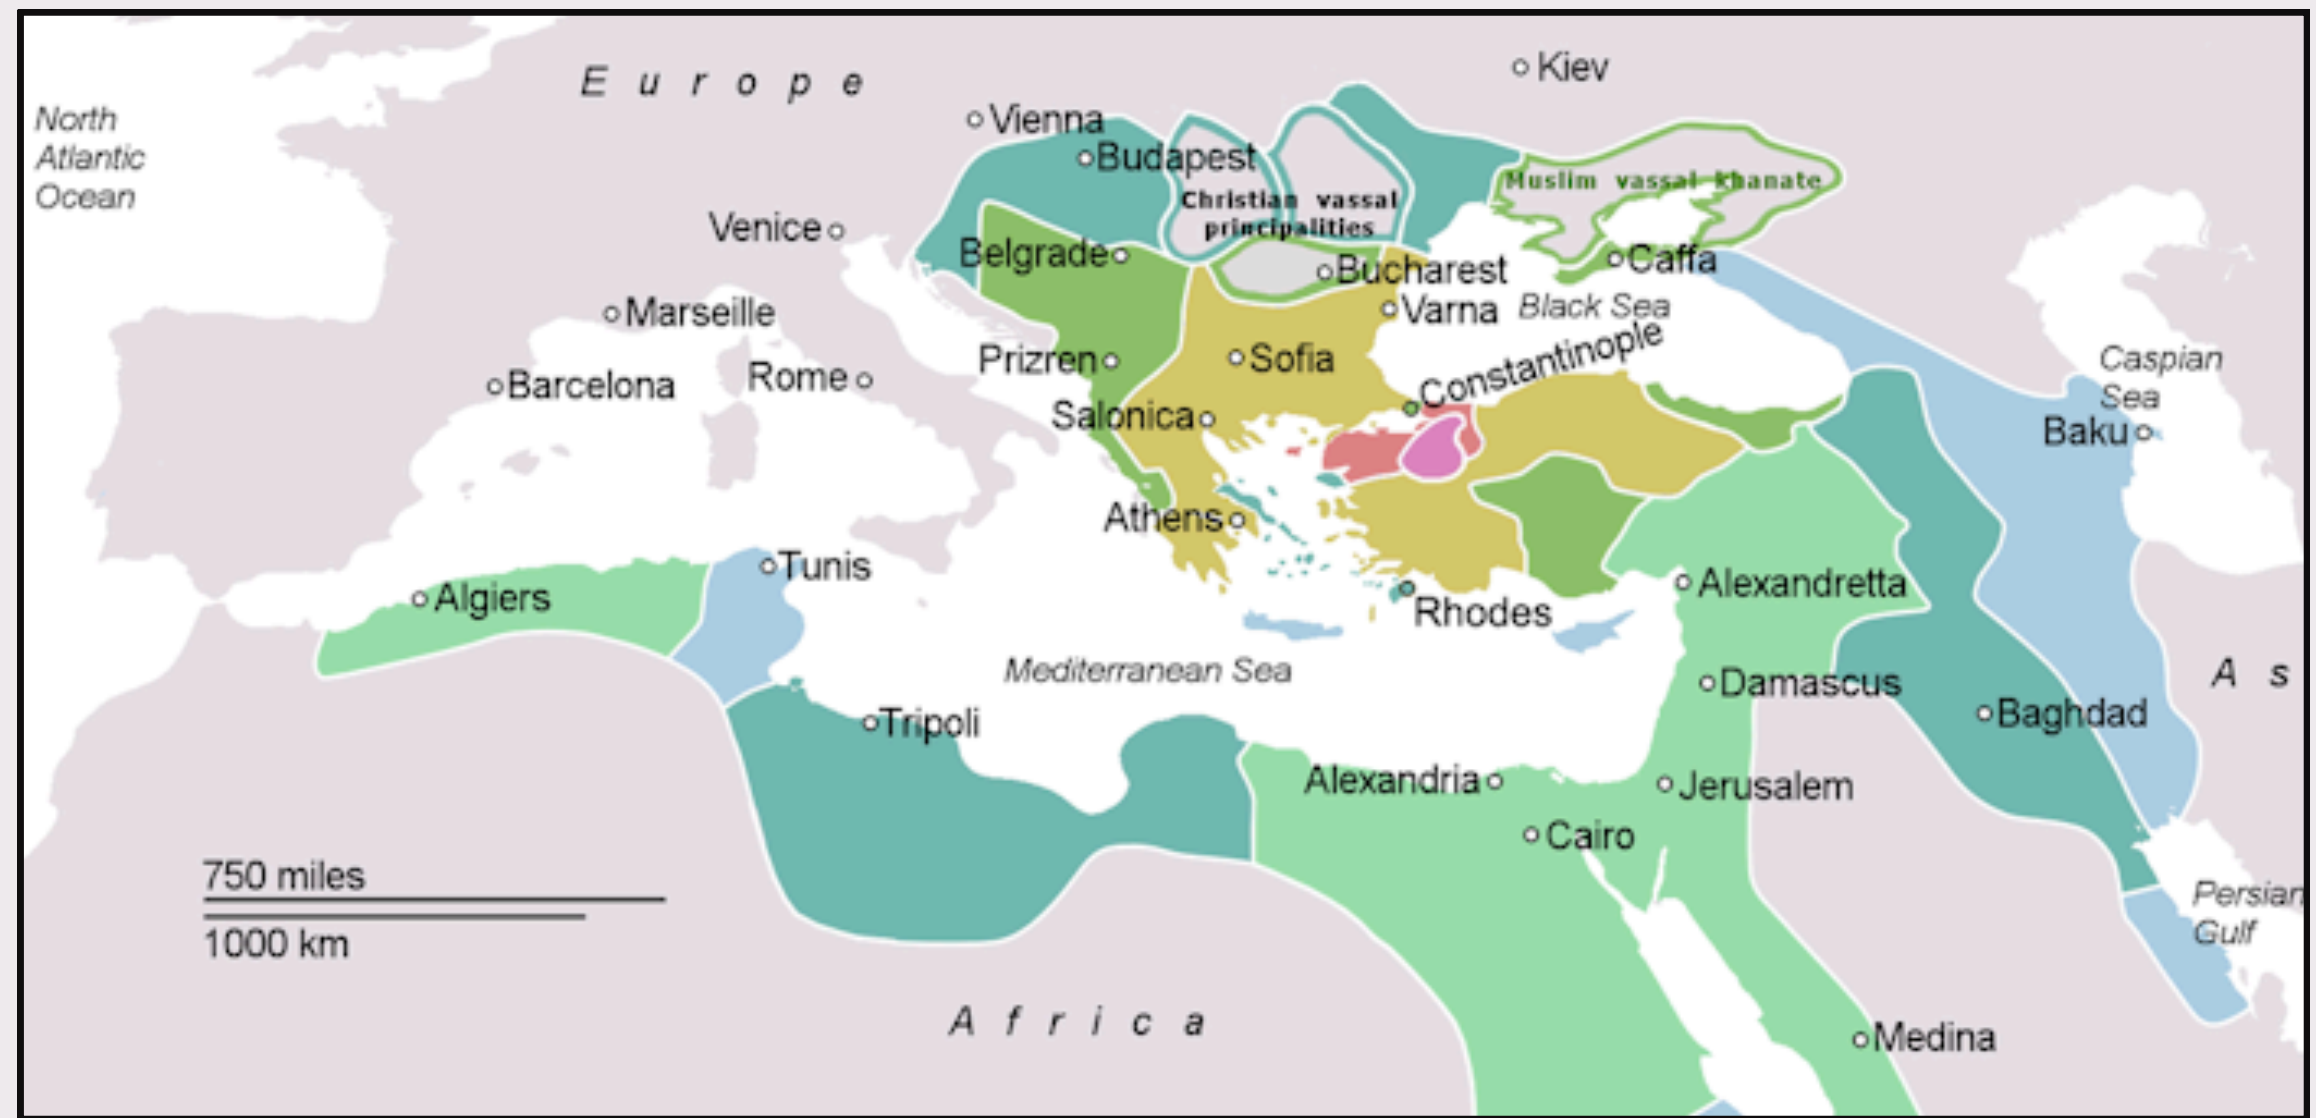 Kiev
E u r o p e
North
Atlantic
Ocean
Vienna
Budapest
Muslim vassal khanate
Christian vassal
principalities
Venice
Belgrade
Bucharest
Caffa
Marseille
Varna
Black Sea
Constantinople
Prizren
Sofia
Caspian
Sea
Barcelona
Rome
Salonica
Baku
Athens
Tunis
Algiers
Alexandretta
Rhodes
Mediterranean Sea
A s
Damascus
Tripoli
Baghdad
Alexandria
Jerusalem
Cairo
750 miles
1000 km
Persian
Gulf
A f r i c a
Medina